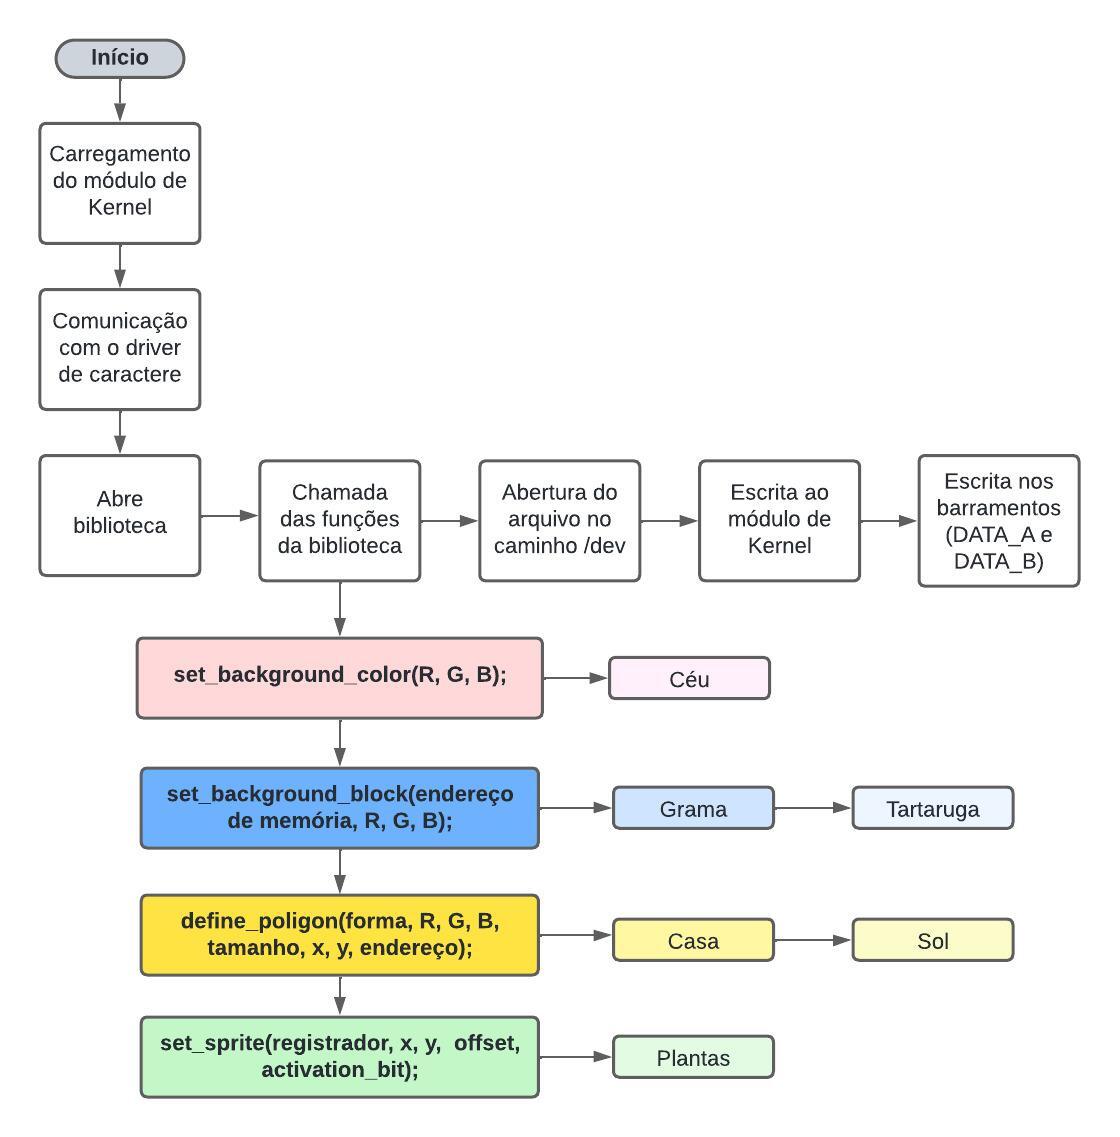 Início
Carregamento
do módulo de
Kernel
Comunicação
com o driver
de caractere
Abre
biblioteca
Chamada
das funções
da biblioteca
Abertura do
arquivo no
caminho /dev
Escrita ao
módulo de
Kernel
Escrita nos
barramentos
(DATA_A e
DATA_B)
set_background_color(R, G, B);
Céu
set_background_block(endereço
de memória, R, G, B);
Grama
Tartaruga
define_poligon(forma, R, G, B,
tamanho, x, y, endereço);
Casa
Sol
set_sprite(registrador, x, y, offset,
activation_bit);
Plantas